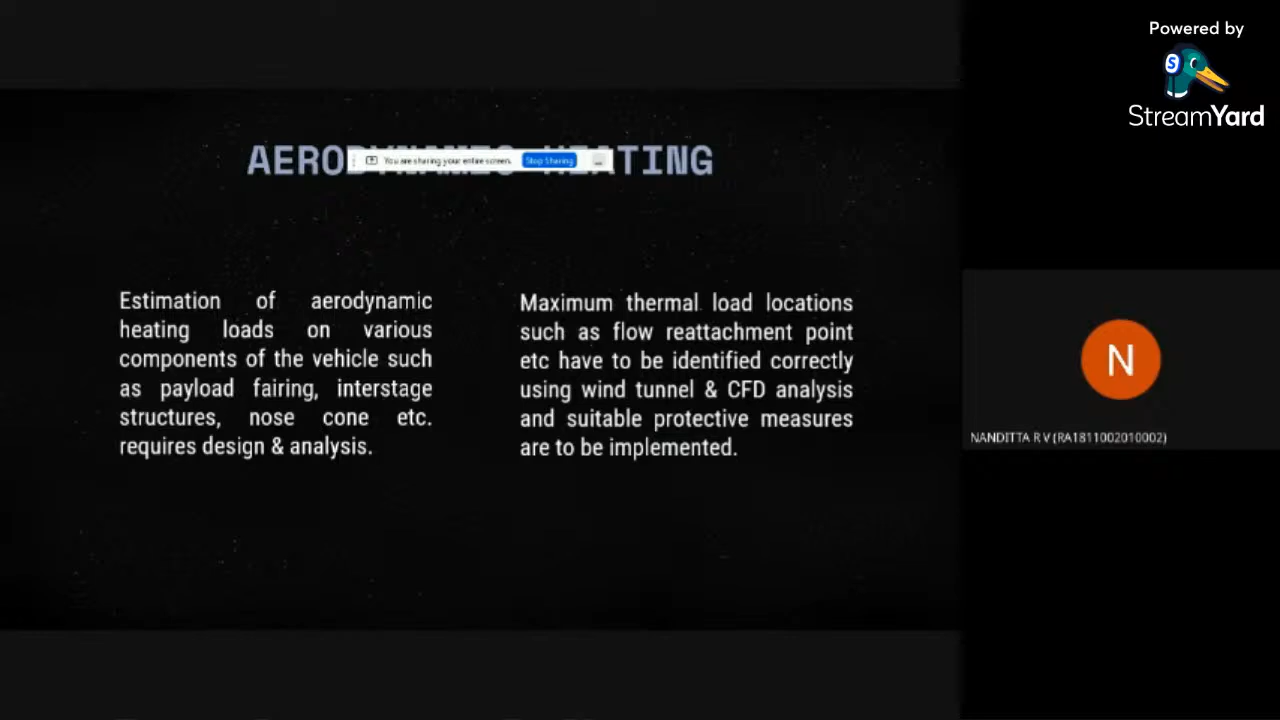 Powered by
StreamYard
AERODYNAMIC HEATING
You are sharing your entire screen.
Stop Sharing
Estimation of aerodynamic
heating loads on various
components of the vehicle such
as payload fairing, interstage
structures, nose cone etc.
requires design & analysis.
Maximum thermal load locations
such as flow reattachment point
etc have to be identified correctly
using wind tunnel & CFD analysis
and suitable protective measures
are to be implemented.
N
NANDITTA R V (RA1811002010002)